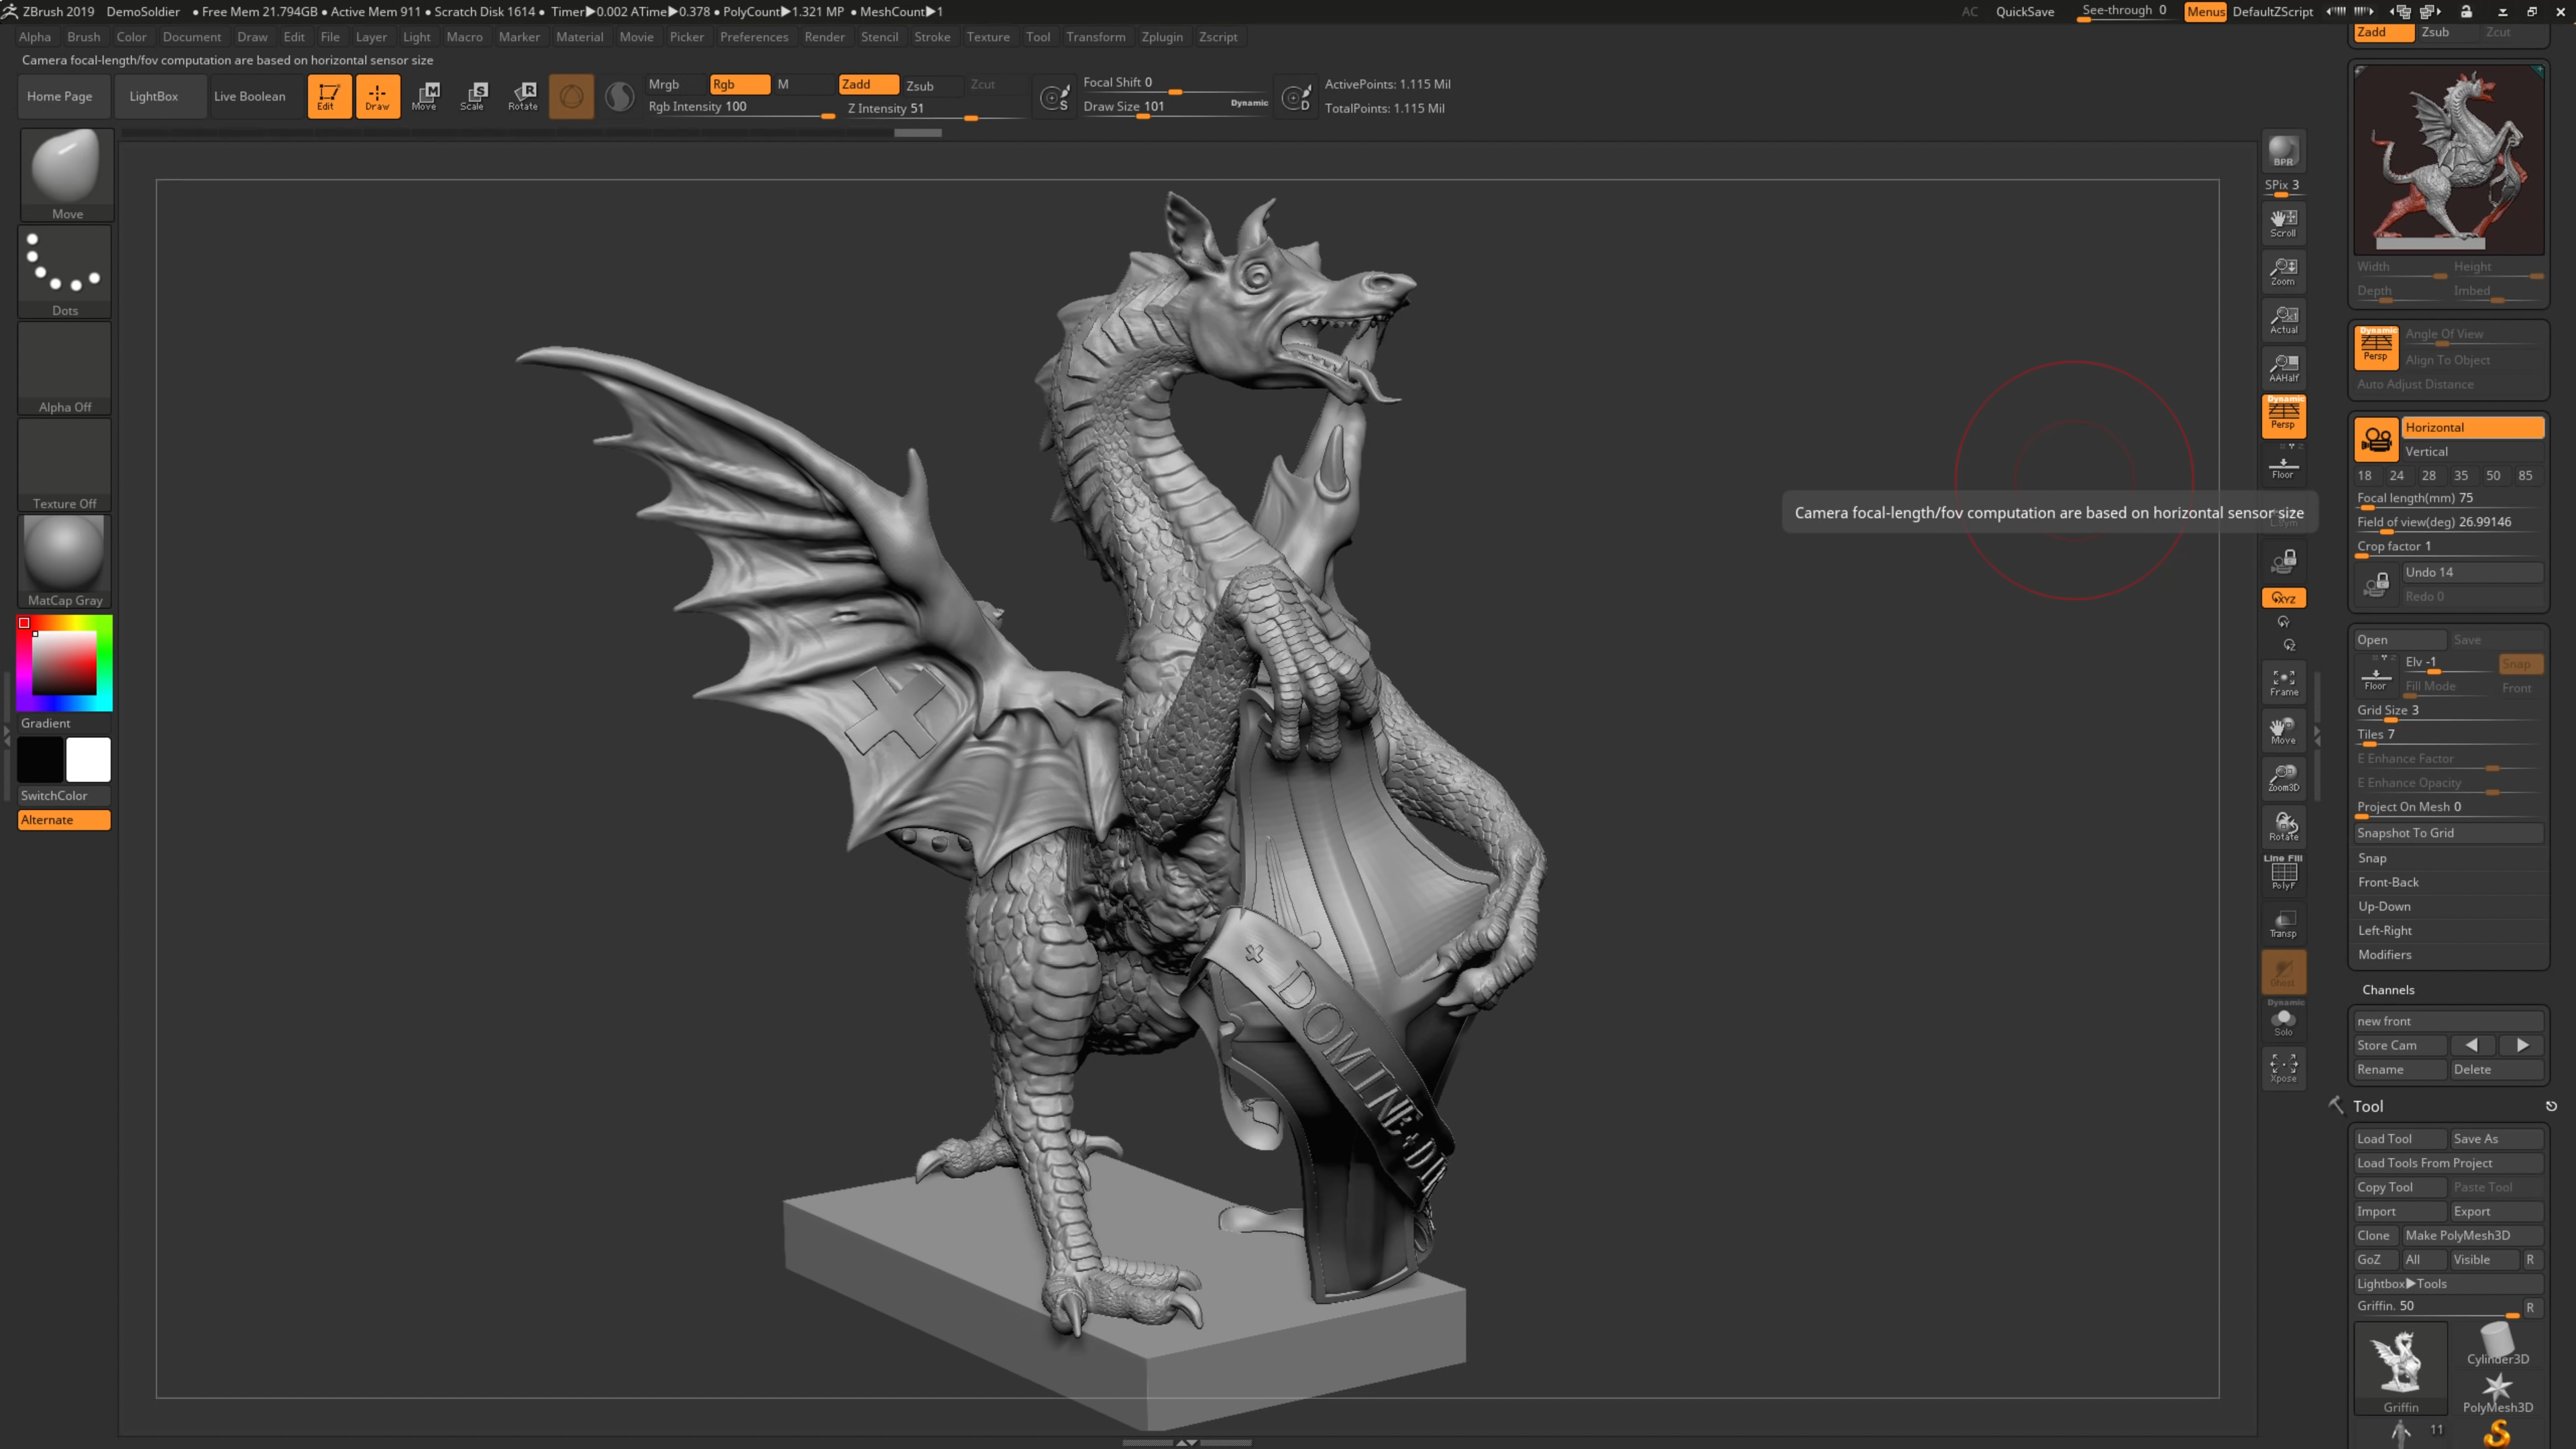 ZBrush 2019 DemoSoldier • Free Mem 21.794GB • Active Mem 911 • Scratch Disk 1614 • Timer▶0.002 ATime▶0.378 • PolyCount▶1.321 MP • MeshCount▶1 AC QuickSave See-through 0 Menus DefaultZScript
Alpha Brush Color Document Draw Edit File Layer Light Macro Marker Material Movie Picker Preferences Render Stencil Stroke Texture Tool Transform Zplugin Zscript
Camera focal-length/fov computation are based on horizontal sensor size
Home Page LightBox Live Boolean Edit Draw Move Scale Rotate
Mrgb Rgb M Zadd Zsub Zcut
Rgb Intensity 100 Z Intensity 51
Focal Shift 0
Draw Size 101 Dynamic
ActivePoints: 1.115 Mil
TotalPoints: 1.115 Mil
Move
Dots
Alpha Off
Texture Off
MatCap Gray
Gradient
SwitchColor
Alternate
DOMINE+DI
Camera focal-length/fov computation are based on horizontal sensor size
BPR
SPix 3
Scroll
Zoom
Actual
AAHalf
Dynamic
Persp
Floor
XYZ
Y
Z
Frame
Move
Zoom3D
Rotate
Line Fill
PolyF
Transp
Ghost
Dynamic
Solo
Xpose
Zadd Zsub Zcut
Width Height
Depth Imbed
Dynamic
Persp
Angle Of View
Align To Object
Auto Adjust Distance
Horizontal
Vertical
18 24 28 35 50 85
Focal length(mm) 75
Field of view(deg) 26.99146
Crop factor 1
Undo 14
Redo 0
Open Save
Floor Elv -1 Snap
Fill Mode Front
Grid Size 3
Tiles 7
E Enhance Factor
E Enhance Opacity
Project On Mesh 0
Snapshot To Grid
Snap
Front-Back
Up-Down
Left-Right
Modifiers
Channels
new front
Store Cam
Rename Delete
Tool
Load Tool Save As
Load Tools From Project
Copy Tool Paste Tool
Import Export
Clone Make PolyMesh3D
GoZ All Visible R
Lightbox▶Tools
Griffin. 50 R
Griffin
Cylinder3D
PolyMesh3D
11